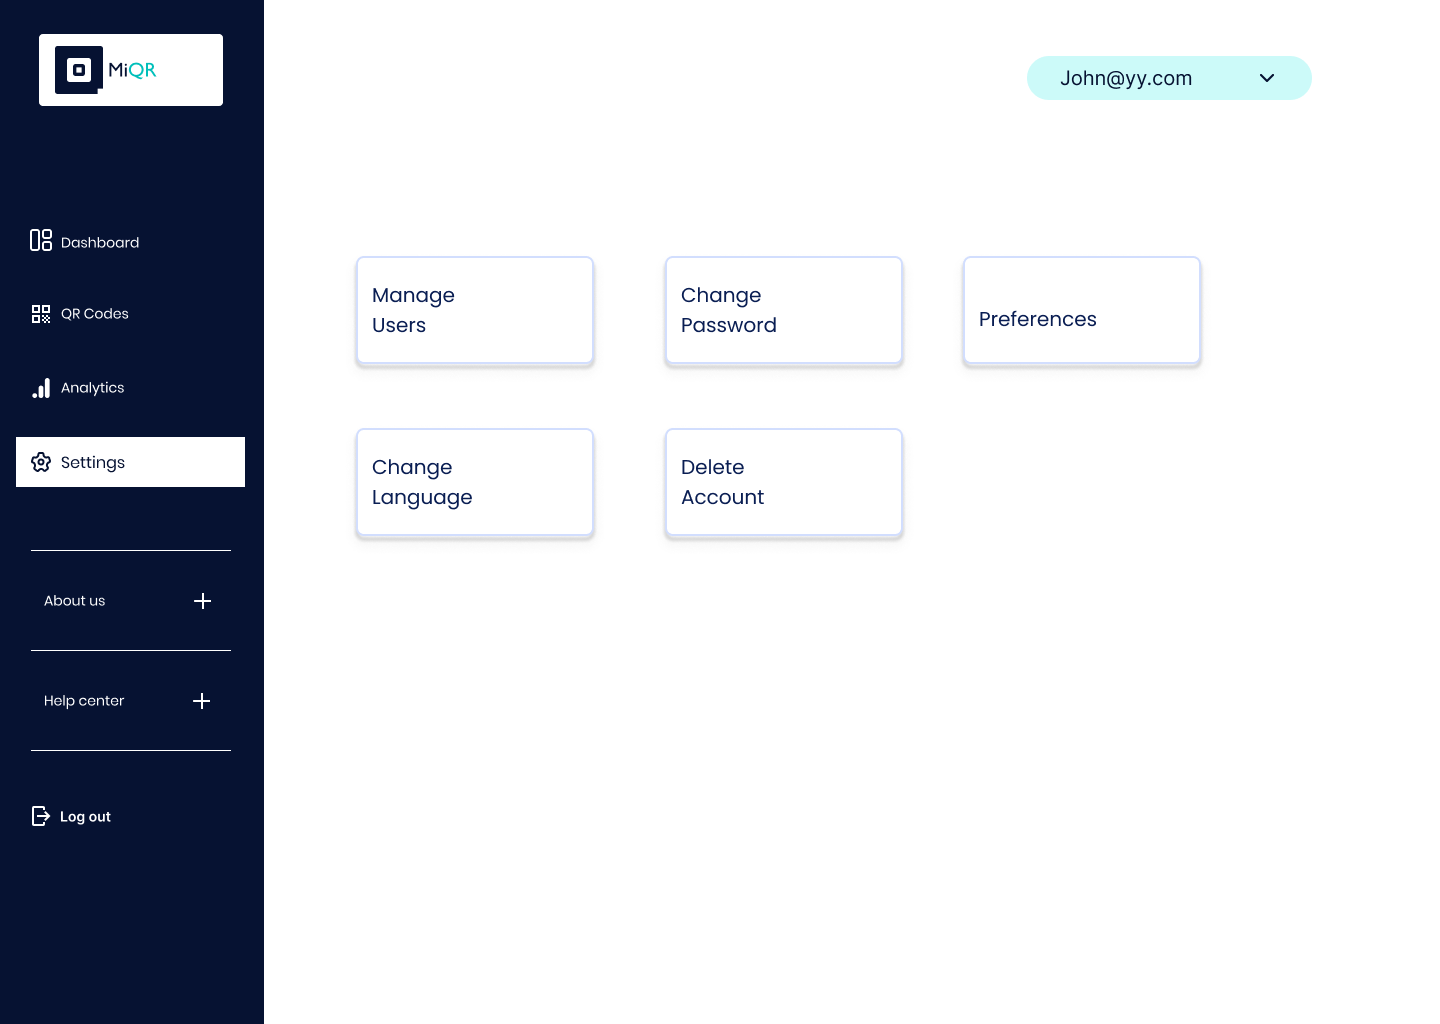 MiQR
John@yy.com
Dashboard
QR Codes
Analytics
Settings
About us
Help center
Log out
Manage
Users
Change
Password
Preferences
Change
Language
Delete
Account